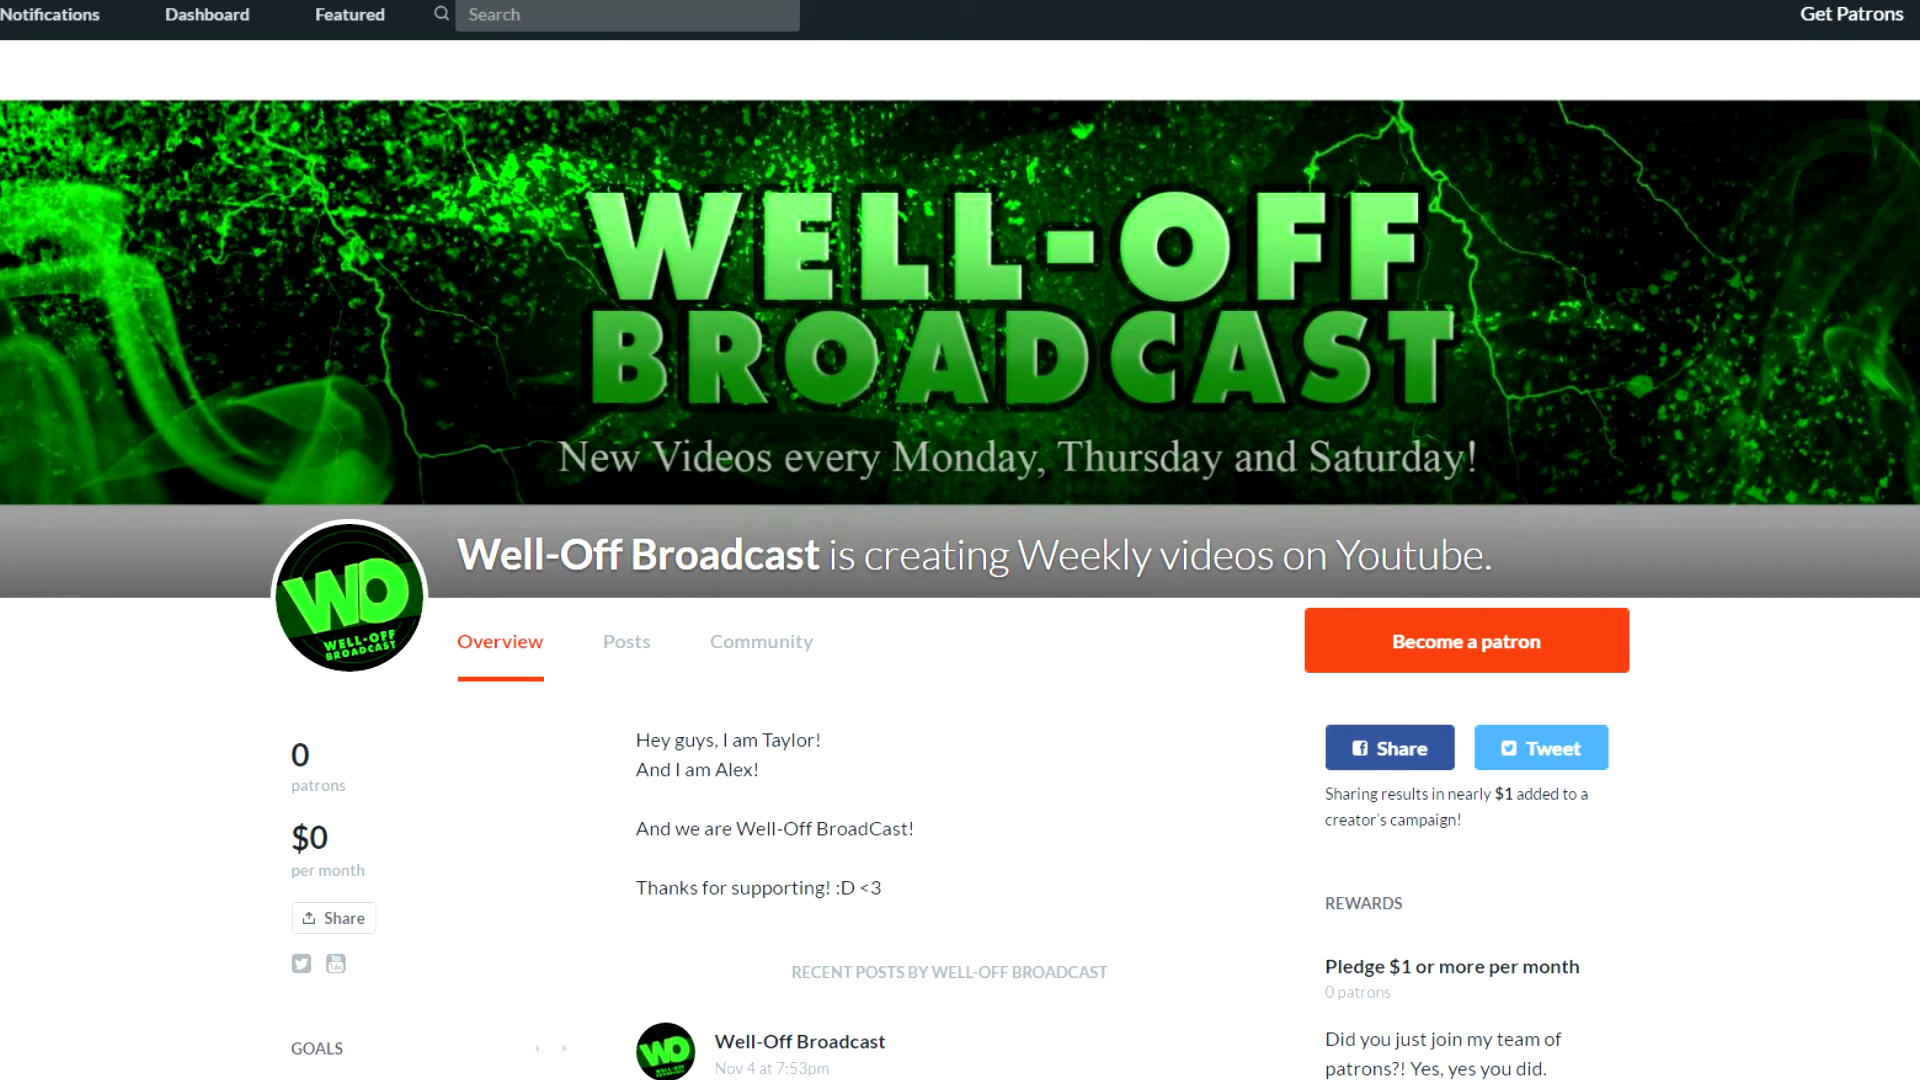 Notifications
Dashboard
Featured
Search
Get Patrons
WELL-OFF
BROADCAST
New Videos every Monday, Thursday and Saturday!
WO
WELL-OFF
BROADCAST
Well-Off Broadcast is creating Weekly videos on Youtube.
Overview
Posts
Community
Become a patron
0
patrons
$0
per month
Share
Hey guys, I am Taylor!
And I am Alex!
And we are Well-Off BroadCast!
Thanks for supporting! :D <3
Share
Tweet
Sharing results in nearly $1 added to a
creator's campaign!
REWARDS
Pledge $1 or more per month
0 patrons
Did you just join my team of
patrons?! Yes, yes you did.
RECENT POSTS BY WELL-OFF BROADCAST
GOALS
WO
WELL-OFF
BROADCAST
Well-Off Broadcast
Nov 4 at 7:53pm